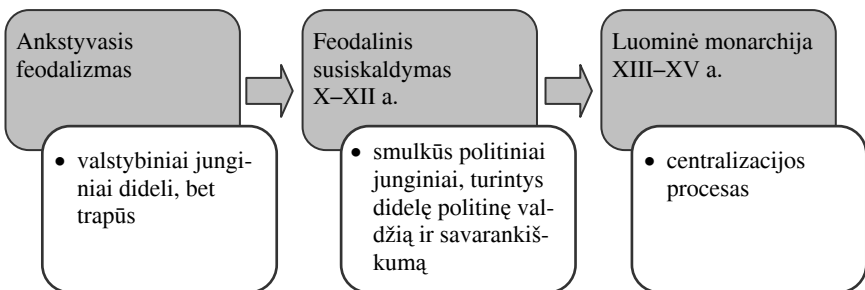 Ankstyvasis
feodalizmas
• valstybiniai jungi-
niai dideli, bet
trapūs
Feodalinis
susiskaldymas
X–XII a.
• smulkūs politiniai
junginiai, turintys
didelę politinę val-
džią ir savarankiš-
kumą
Luominė monarchija
XIII–XV a.
• centralizacijos
procesas